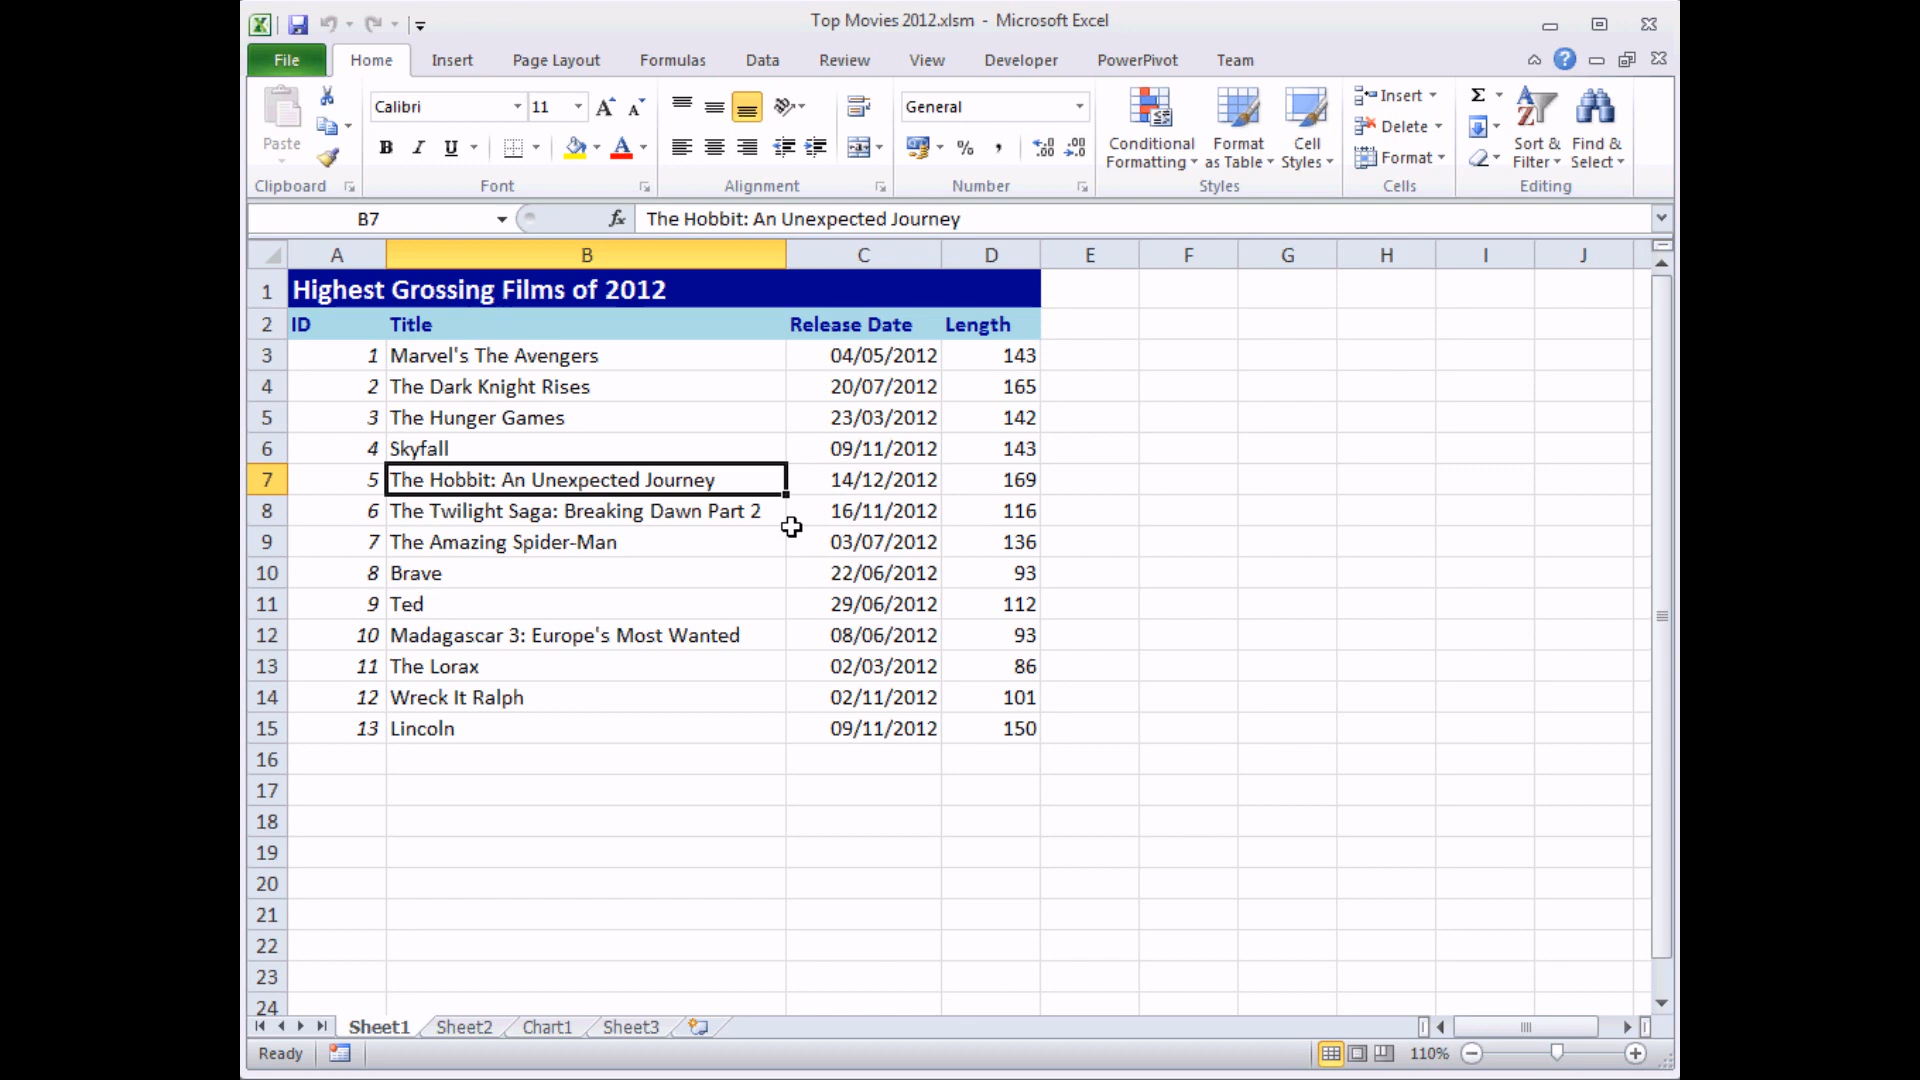 Top Movies 2012.xlsm - Microsoft Excel
File Home Insert Page Layout Formulas Data Review View Developer PowerPivot Team
Paste
Clipboard
Calibri 11
B I U
Font
Alignment
General
Number
Conditional Formatting
Format as Table
Cell Styles
Styles
Insert
Delete
Format
Cells
Σ
Sort & Filter
Find & Select
Editing
B7 fx The Hobbit: An Unexpected Journey
A B C D E F G H I J
1 Highest Grossing Films of 2012
2 ID Title Release Date Length
3 1 Marvel's The Avengers 04/05/2012 143
4 2 The Dark Knight Rises 20/07/2012 165
5 3 The Hunger Games 23/03/2012 142
6 4 Skyfall 09/11/2012 143
7 5 The Hobbit: An Unexpected Journey 14/12/2012 169
8 6 The Twilight Saga: Breaking Dawn Part 2 16/11/2012 116
9 7 The Amazing Spider-Man 03/07/2012 136
10 8 Brave 22/06/2012 93
11 9 Ted 29/06/2012 112
12 10 Madagascar 3: Europe's Most Wanted 08/06/2012 93
13 11 The Lorax 02/03/2012 86
14 12 Wreck It Ralph 02/11/2012 101
15 13 Lincoln 09/11/2012 150
16
17
18
19
20
21
22
23
24
Sheet1 Sheet2 Chart1 Sheet3
Ready 110%